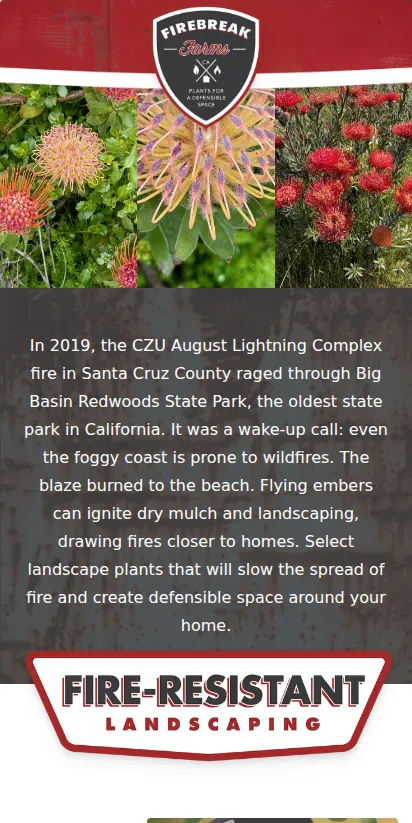 FIREBREAK
Farms
CA
PLANTS FOR
A DEFENSIBLE
SPACE
In 2019, the CZU August Lightning Complex
fire in Santa Cruz County raged through Big
Basin Redwoods State Park, the oldest state
park in California. It was a wake-up call: even
the foggy coast is prone to wildfires. The
blaze burned to the beach. Flying embers
can ignite dry mulch and landscaping,
drawing fires closer to homes. Select
landscape plants that will slow the spread of
fire and create defensible space around your
home.
FIRE-RESISTANT
LANDSCAPING